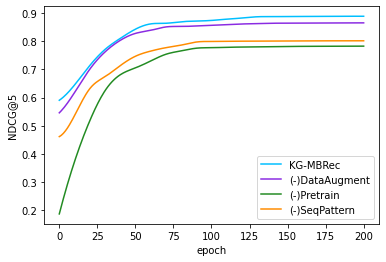 0.9
0.8
0.7
0.6
0.5
0.4
0.3
0.2
NDCG@5
KG-MBRec
(-)DataAugment
(-)Pretrain
(-)SeqPattern
0 25 50 75 100 125 150 175 200
epoch